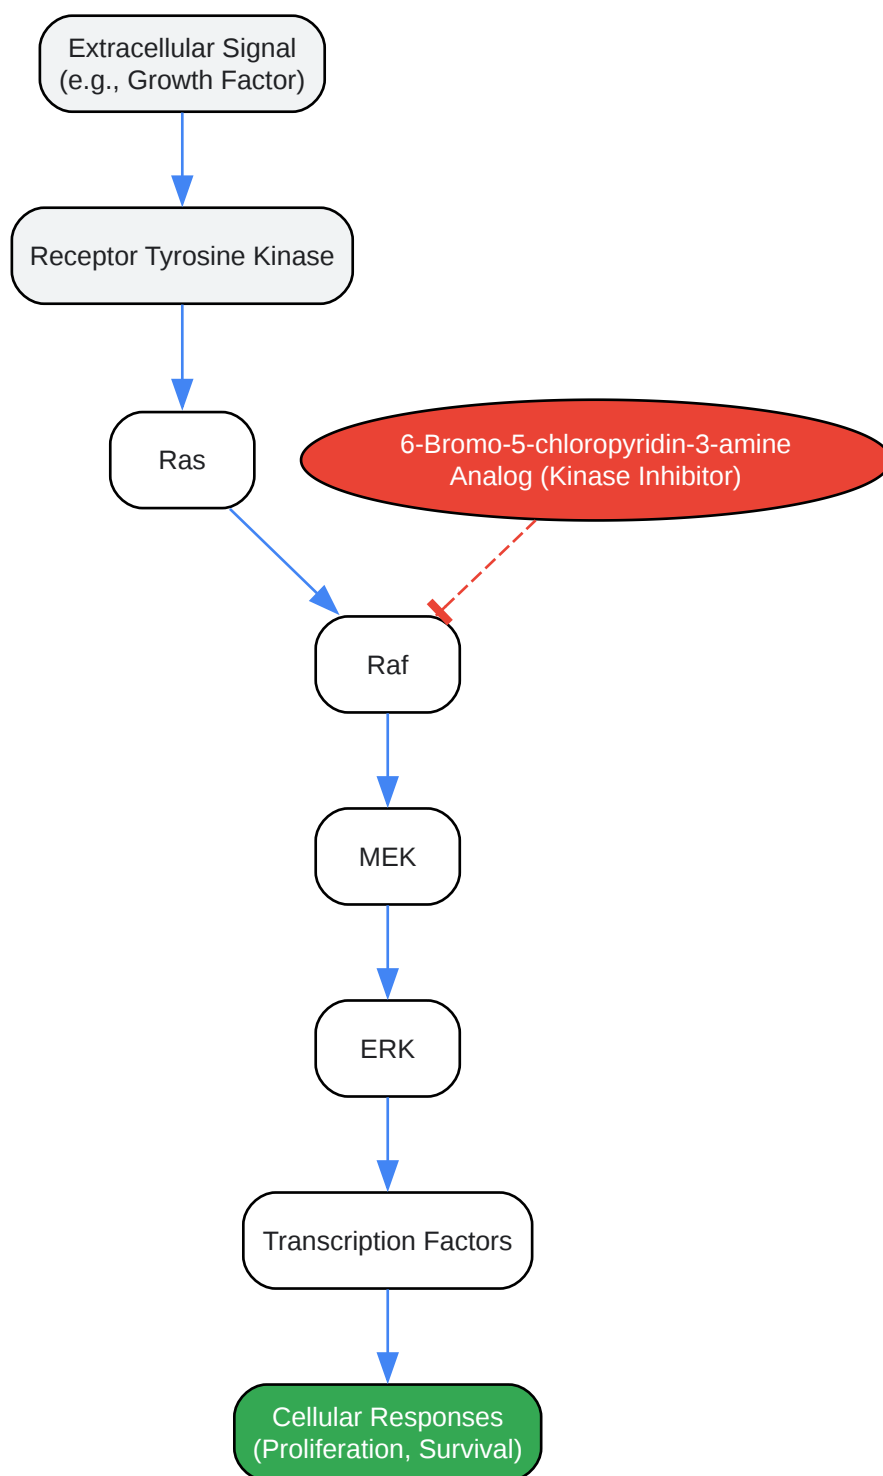 Extracellular Signal
(e.g., Growth Factor)
Receptor Tyrosine Kinase
Ras
6-Bromo-5-chloropyridin-3-amine
Analog (Kinase Inhibitor)
Raf
MEK
ERK
Transcription Factors
Cellular Responses
(Proliferation, Survival)